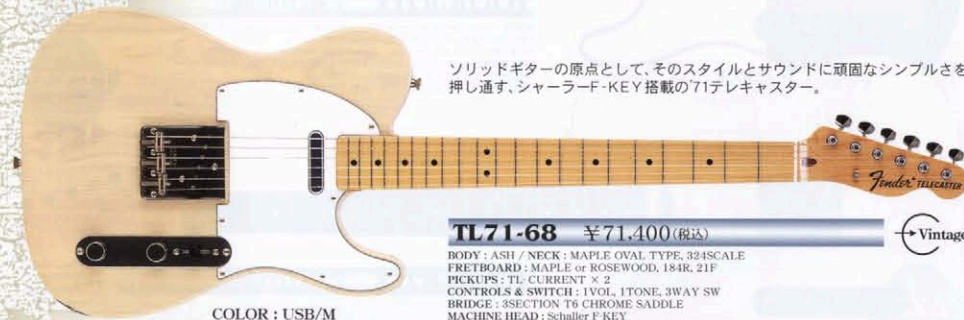 ソリッドギターの原点として、そのスタイルとサウンドに頑固なシンプルさを
押し通す、シャーラーF-KEY搭載の'71テレキャスター。
Fender TELECASTER
TL71-68 ¥71,400(税込)
Vintage
BODY : ASH / NECK : MAPLE OVAL TYPE, 324SCALE
FRETBOARD : MAPLE or ROSEWOOD, 184R, 21F
PICKUPS : TL-CURRENT × 2
CONTROLS & SWITCH : 1VOL, 1TONE, 3WAY SW
BRIDGE : 3SECTION T6 CHROME SADDLE
MACHINE HEAD : Schaller F-KEY
COLOR : USB/M